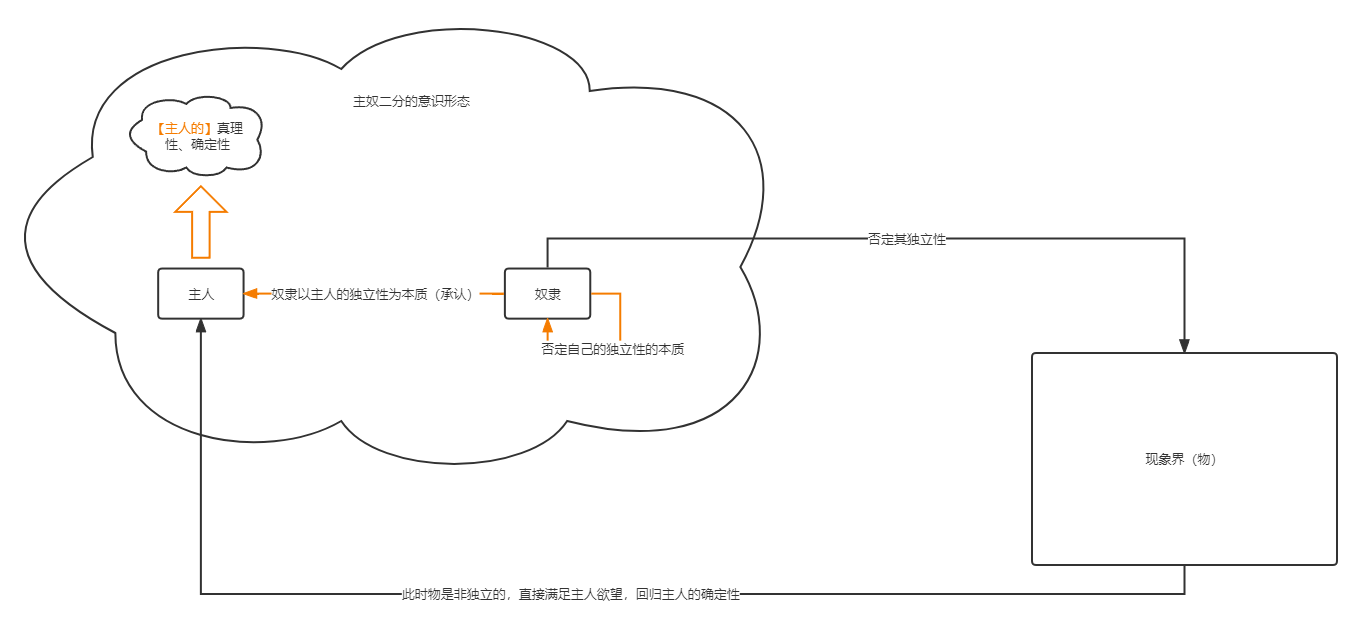 主奴二分的意识形态
【主人的】真理
性、确定性
否定其独立性
主人
奴隶以主人的独立性为本质（承认）
奴隶
否定自己的独立性的本质
现象界（物）
此时物是非独立的，直接满足主人欲望，回归主人的确定性